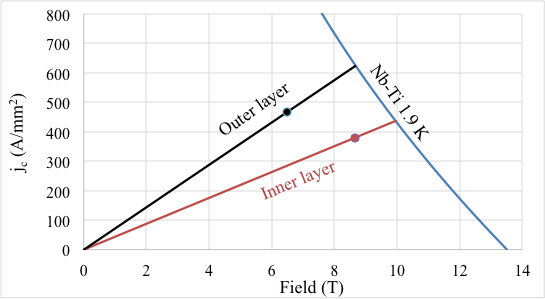 800
700
600
500
400
300
200
100
0
j_c (A/mm²)
Outer layer
Nb-Ti 1.9 K
Inner layer
0 2 4 6 8 10 12 14
Field (T)